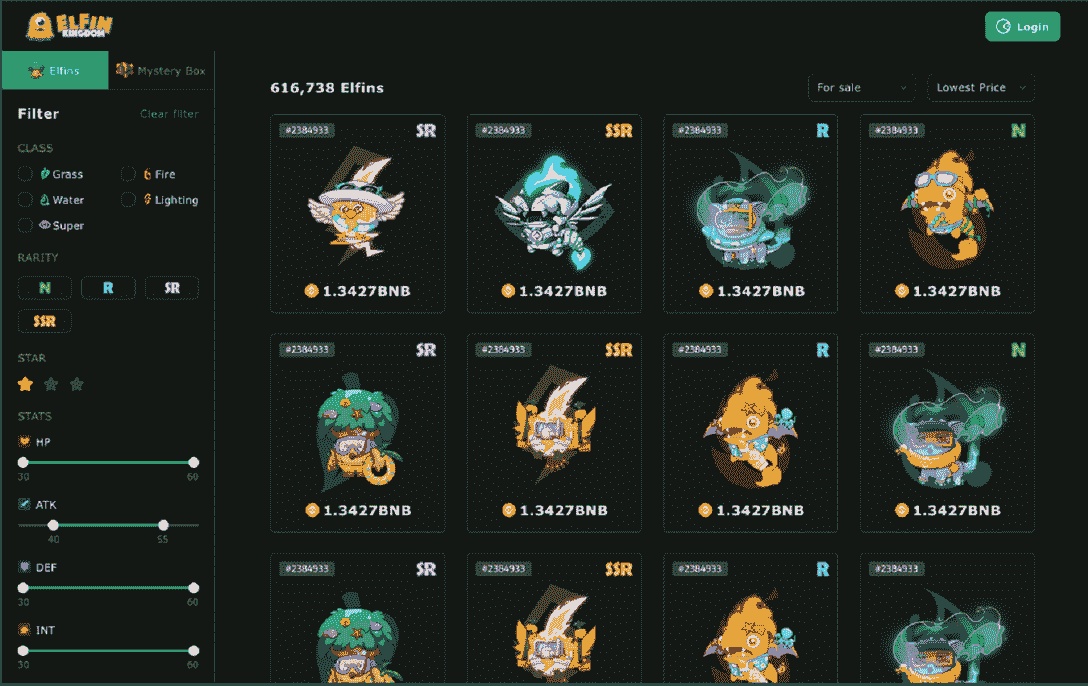 ELFIN
KINGDOM
Login
Elfins
Mystery Box
Filter
Clear filter
CLASS
Grass
Fire
Water
Lighting
Super
RARITY
N
R
SR
SSR
STAR
STATS
HP
30
60
ATK
40
55
DEF
30
60
INT
30
60
616,738 Elfins
For sale
Lowest Price
#2384933
SR
#2384933
SSR
#2384933
R
#2384933
N
1.3427BNB
1.3427BNB
1.3427BNB
1.3427BNB
#2384933
SR
#2384933
SSR
#2384933
R
#2384933
N
1.3427BNB
1.3427BNB
1.3427BNB
1.3427BNB
#2384933
SR
#2384933
SSR
#2384933
R
#2384933